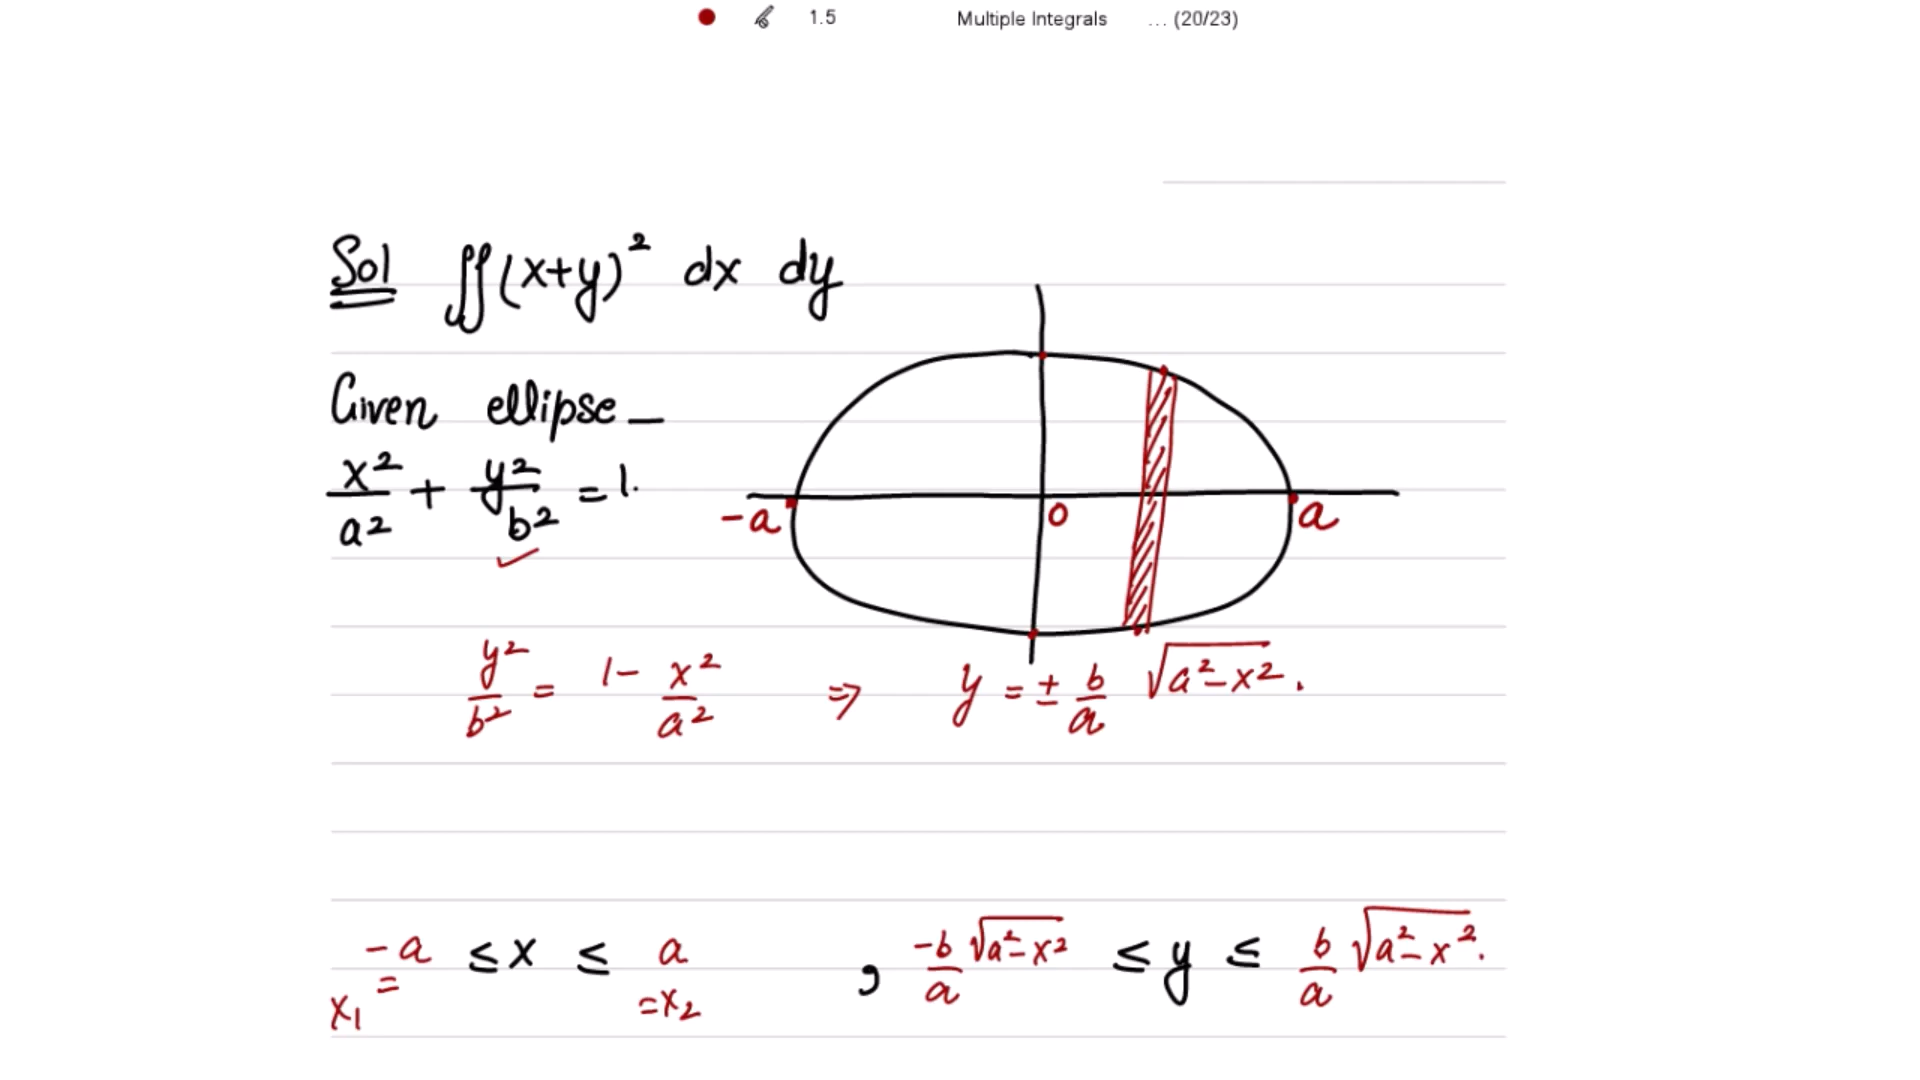 1.5 Multiple Integrals ... (20/23)
Sol ∬(x+y)² dx dy
Given ellipse –
x²/a² + y²/b² = 1.
-a 0 a
y²/b² = 1 - x²/a² ⇒ y = ± b/a √(a²-x²).
-a ≤ x ≤ a , -b/a √(a²-x²) ≤ y ≤ b/a √(a²-x²).
x₁ = =x₂